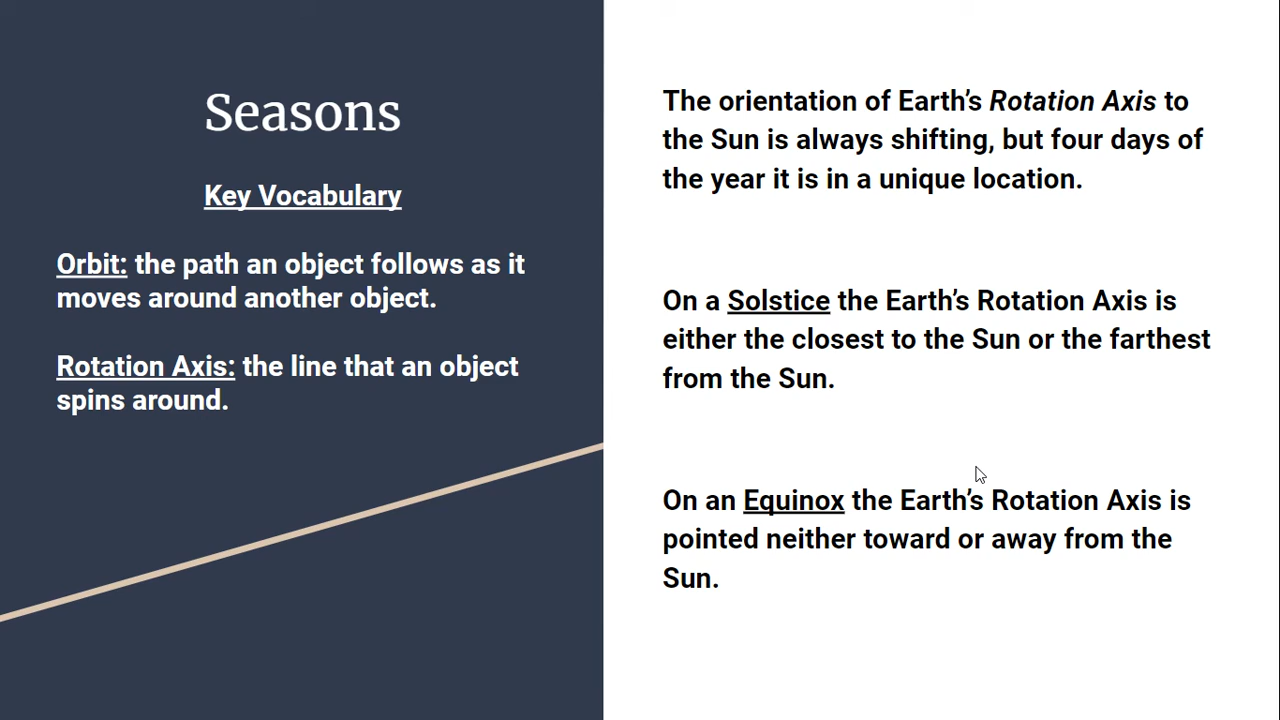 Seasons
Key Vocabulary
Orbit: the path an object follows as it
moves around another object.
Rotation Axis: the line that an object
spins around.
The orientation of Earth’s Rotation Axis to
the Sun is always shifting, but four days of
the year it is in a unique location.
On a Solstice the Earth’s Rotation Axis is
either the closest to the Sun or the farthest
from the Sun.
On an Equinox the Earth’s Rotation Axis is
pointed neither toward or away from the
Sun.